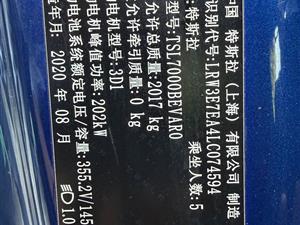 中国 特斯拉（上海）有限公司 制造
识别代号:LRW3E7EA4LC074594
:特斯拉 乘坐人数:5
型号:TSL7000BEVAR0
允许总质量:2017 kg
允许牵引质量:0 kg
电机型号:3D1
电机峰值功率:202kW
电池系统额定电压/容量:355.2V/145
造年月: 2020 年 08 月
1.0